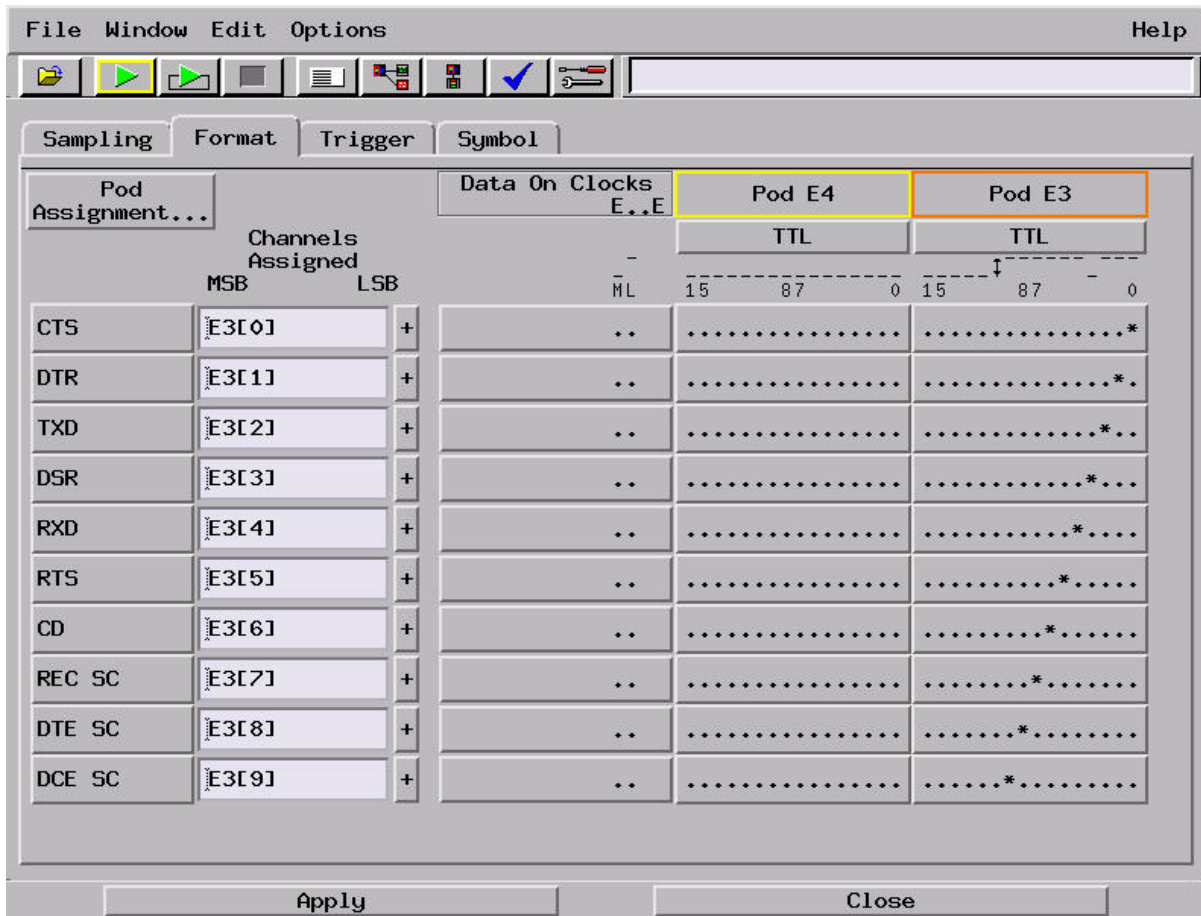 File Window Edit Options Help
Sampling Format Trigger Symbol
Pod Assignment...
Data On Clocks
E..E
Pod E4 Pod E3
TTL TTL
Channels
Assigned
MSB LSB
ML 15 87 0 15 87 0
CTS E3[0] + .. ................ ...............*
DTR E3[1] + .. ................ ..............*.
TXD E3[2] + .. ................ .............*..
DSR E3[3] + .. ................ ............*...
RXD E3[4] + .. ................ ...........*....
RTS E3[5] + .. ................ ..........*.....
CD E3[6] + .. ................ .........*......
REC SC E3[7] + .. ................ ........*.......
DTE SC E3[8] + .. ................ .......*........
DCE SC E3[9] + .. ................ ......*.........
Apply Close